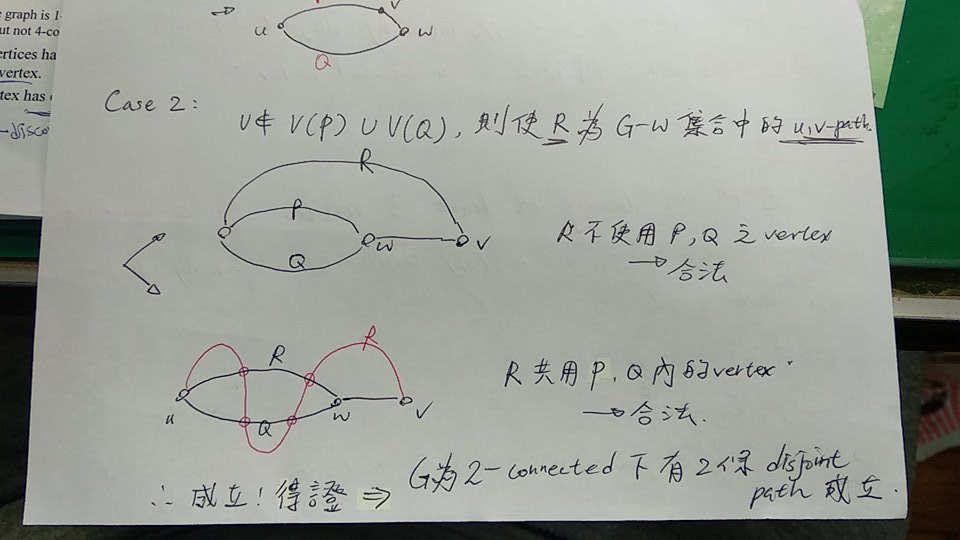 e graph is 1-
ut not 4-co
ertices ha
vertex.
tex has
→ disco
→ u v w
Q
Case 2:
v∉ V(P) ∪ V(Q), 則使 R 為 G-W 集合中的 u,v-path.
R
P
Q w v
R 不使用 P, Q 之 vertex
→ 合法
R R
u Q w v
R 共用 P, Q 內的 vertex
→ 合法.
∴ 成立! 得證 ⇒ G為 2-connected 下有 2條 disjoint
path 成立.